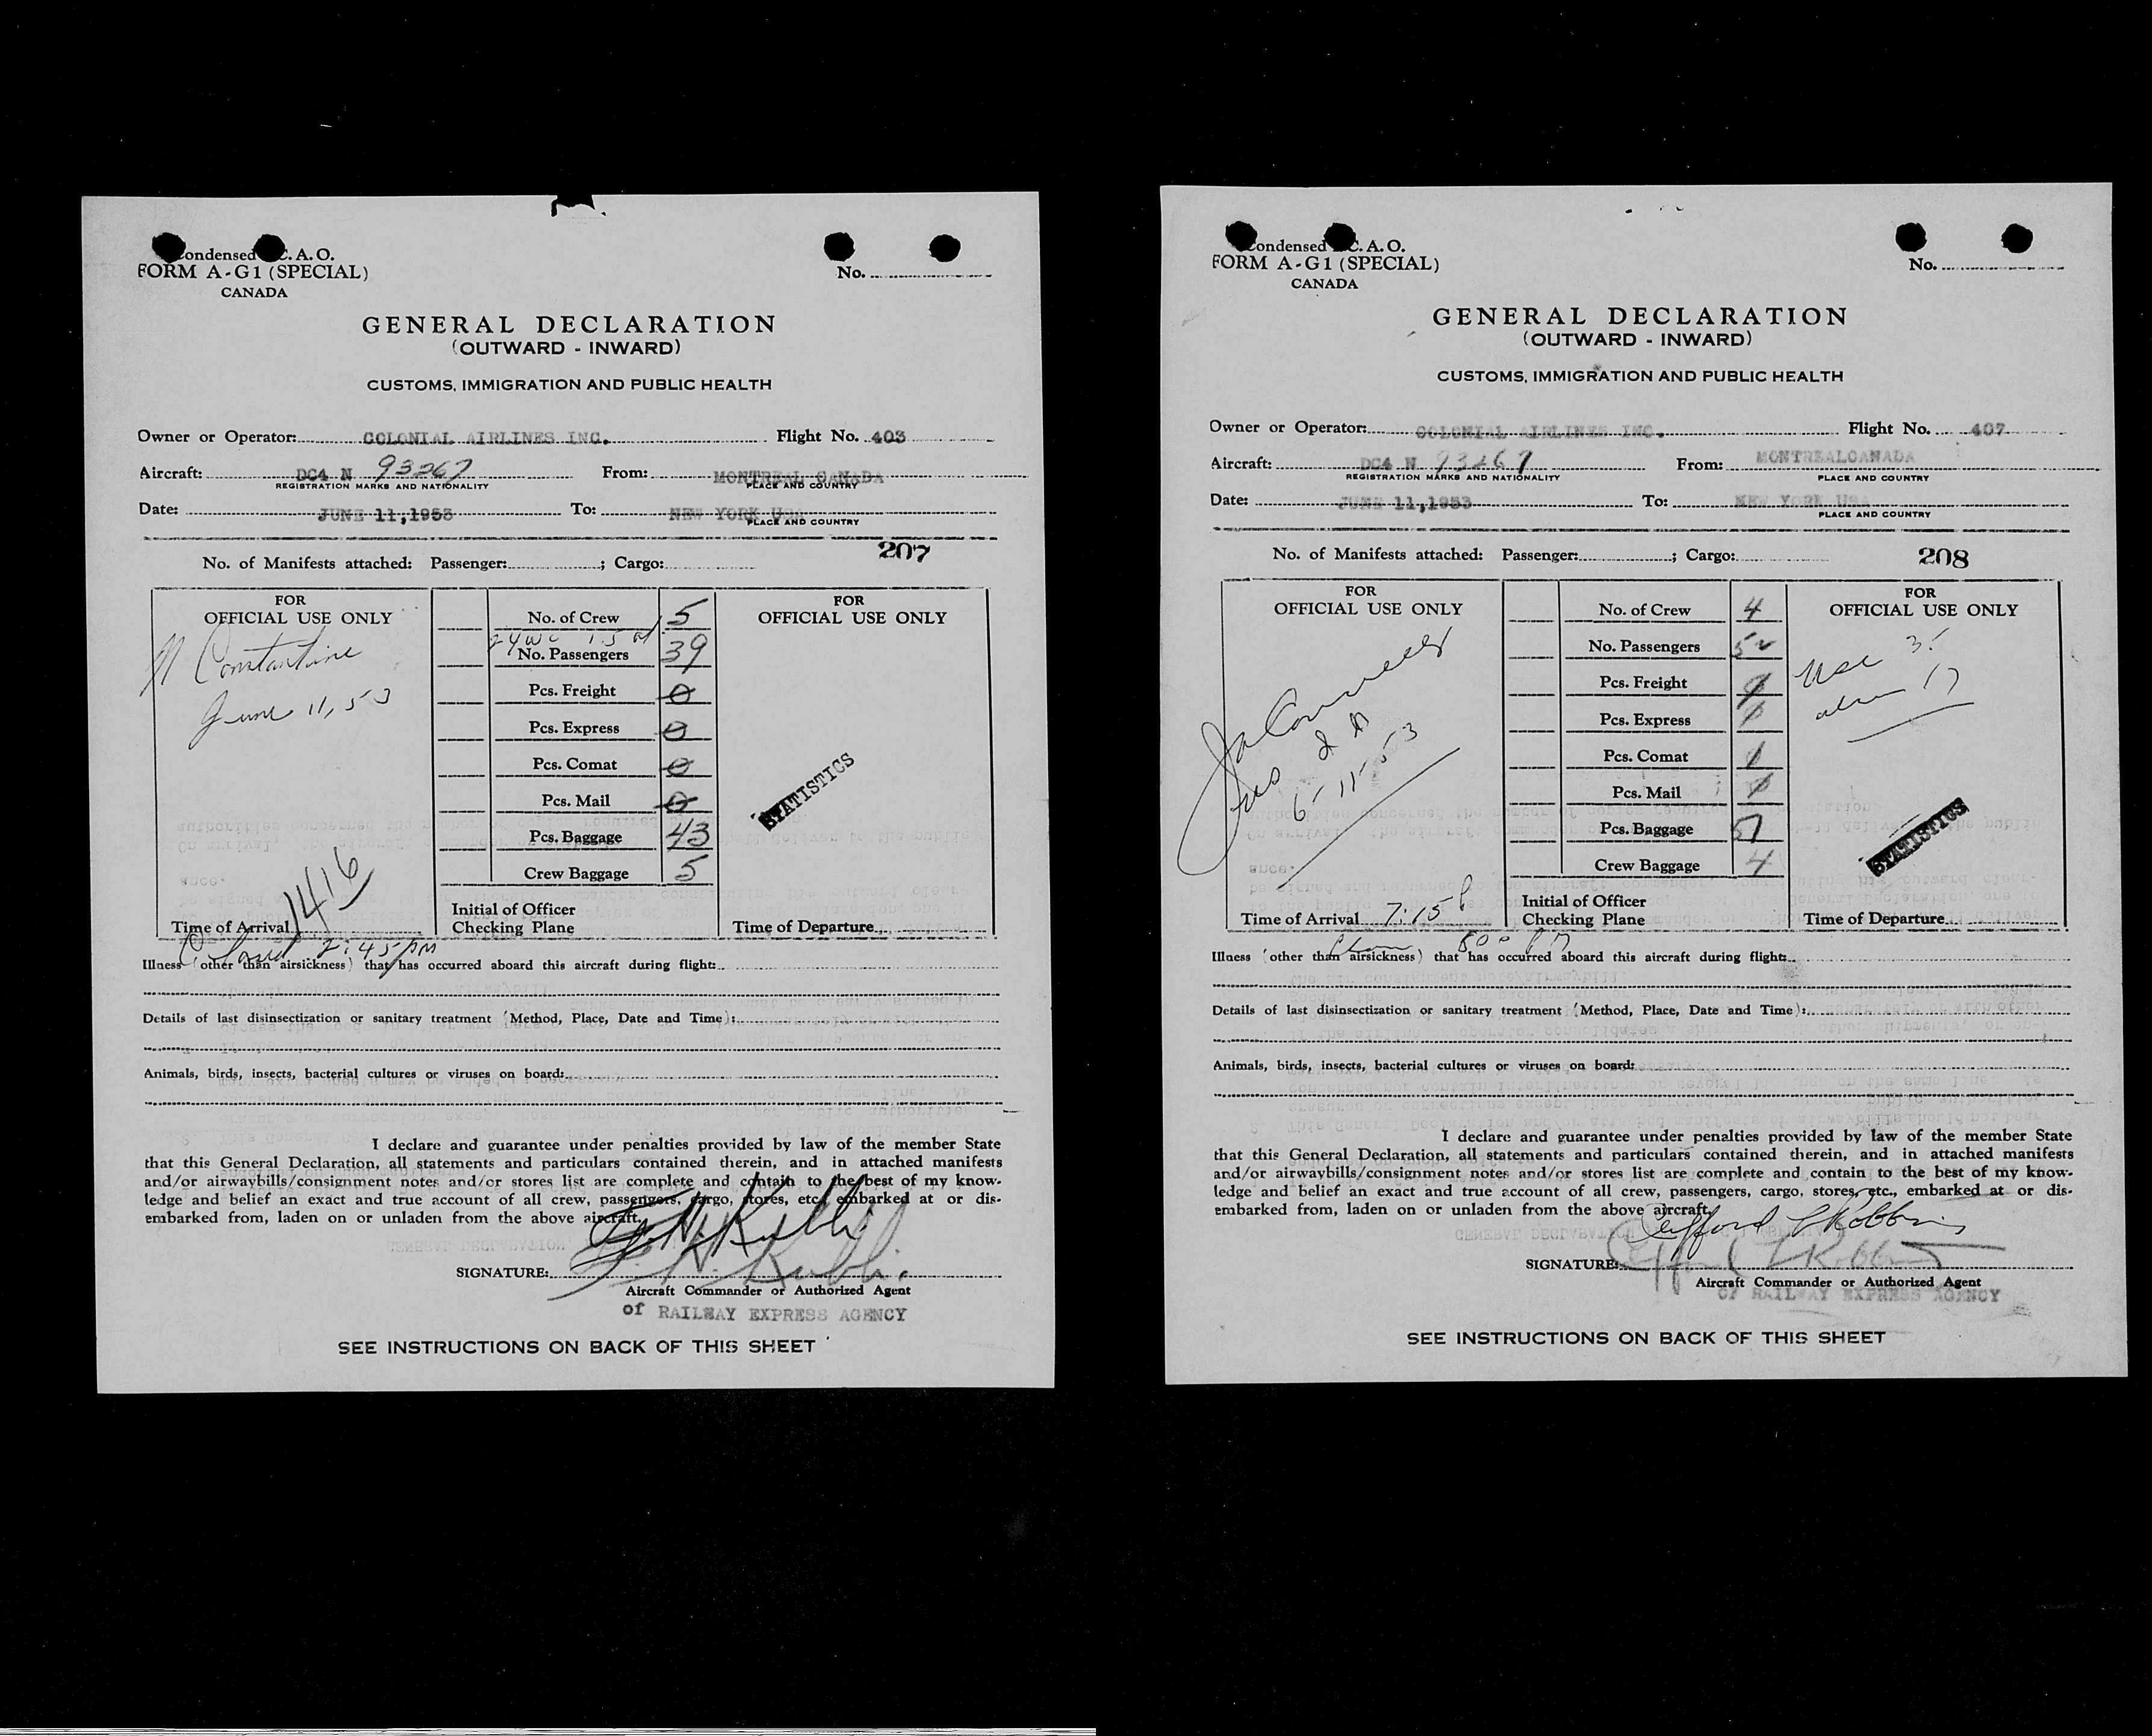 Condensed I.C.A.O.
FORM A-G1 (SPECIAL)
CANADA
No.
GENERAL DECLARATION
(OUTWARD - INWARD)
CUSTOMS, IMMIGRATION AND PUBLIC HEALTH
Owner or Operator: COLONIAL AIRLINES INC. Flight No. 403
Aircraft: DC4 N 93267 From: MONTREAL CANADA
REGISTRATION MARKS AND NATIONALITY PLACE AND COUNTRY
Date: JUNE 11,1953 To: NEW YORK USA
PLACE AND COUNTRY
207
No. of Manifests attached: Passenger: ; Cargo:
FOR
OFFICIAL USE ONLY
N Constantine
June 11, 53
1416
Time of Arrival
No. of Crew 5
No. Passengers 39
Pcs. Freight 0
Pcs. Express 0
Pcs. Comat 0
Pcs. Mail 0
Pcs. Baggage 43
Crew Baggage 5
Initial of Officer
Checking Plane
FOR
OFFICIAL USE ONLY
STATISTICS
Time of Departure
2:45 PM
Illness (other than airsickness) that has occurred aboard this aircraft during flight:
Details of last disinsectization or sanitary treatment (Method, Place, Date and Time):
Animals, birds, insects, bacterial cultures or viruses on board:
I declare and guarantee under penalties provided by law of the member State
that this General Declaration, all statements and particulars contained therein, and in attached manifests
and/or airwaybills/consignment notes and/or stores list are complete and contain to the best of my know-
ledge and belief an exact and true account of all crew, passengers, cargo, stores, etc., embarked at or dis-
embarked from, laden on or unladen from the above aircraft.
SIGNATURE:
Aircraft Commander or Authorized Agent
of RAILWAY EXPRESS AGENCY
SEE INSTRUCTIONS ON BACK OF THIS SHEET
Condensed I.C.A.O.
FORM A-G1 (SPECIAL)
CANADA
No.
GENERAL DECLARATION
(OUTWARD - INWARD)
CUSTOMS, IMMIGRATION AND PUBLIC HEALTH
Owner or Operator: COLONIAL AIRLINES INC. Flight No. 407
Aircraft: DC4 N 93267 From: MONTREALCANADA
REGISTRATION MARKS AND NATIONALITY PLACE AND COUNTRY
Date: JUNE 11,1953 To: NEW YORK USA
PLACE AND COUNTRY
No. of Manifests attached: Passenger: ; Cargo: 208
FOR
OFFICIAL USE ONLY
6-11-53
Time of Arrival 7:15 P
No. of Crew 4
No. Passengers 52
Pcs. Freight
Pcs. Express
Pcs. Comat
Pcs. Mail
Pcs. Baggage 57
Crew Baggage 4
Initial of Officer
Checking Plane
FOR
OFFICIAL USE ONLY
USC 35
alien 17
STATISTICS
Time of Departure
Illness (other than airsickness) that has occurred aboard this aircraft during flight:
Details of last disinsectization or sanitary treatment (Method, Place, Date and Time):
Animals, birds, insects, bacterial cultures or viruses on board:
I declare and guarantee under penalties provided by law of the member State
that this General Declaration, all statements and particulars contained therein, and in attached manifests
and/or airwaybills/consignment notes and/or stores list are complete and contain to the best of my know-
ledge and belief an exact and true account of all crew, passengers, cargo, stores, etc., embarked at or dis-
embarked from, laden on or unladen from the above aircraft.
Clifford L Robbins
SIGNATURE: Clifford L Robbins
Aircraft Commander or Authorized Agent
of RAILWAY EXPRESS AGENCY
SEE INSTRUCTIONS ON BACK OF THIS SHEET